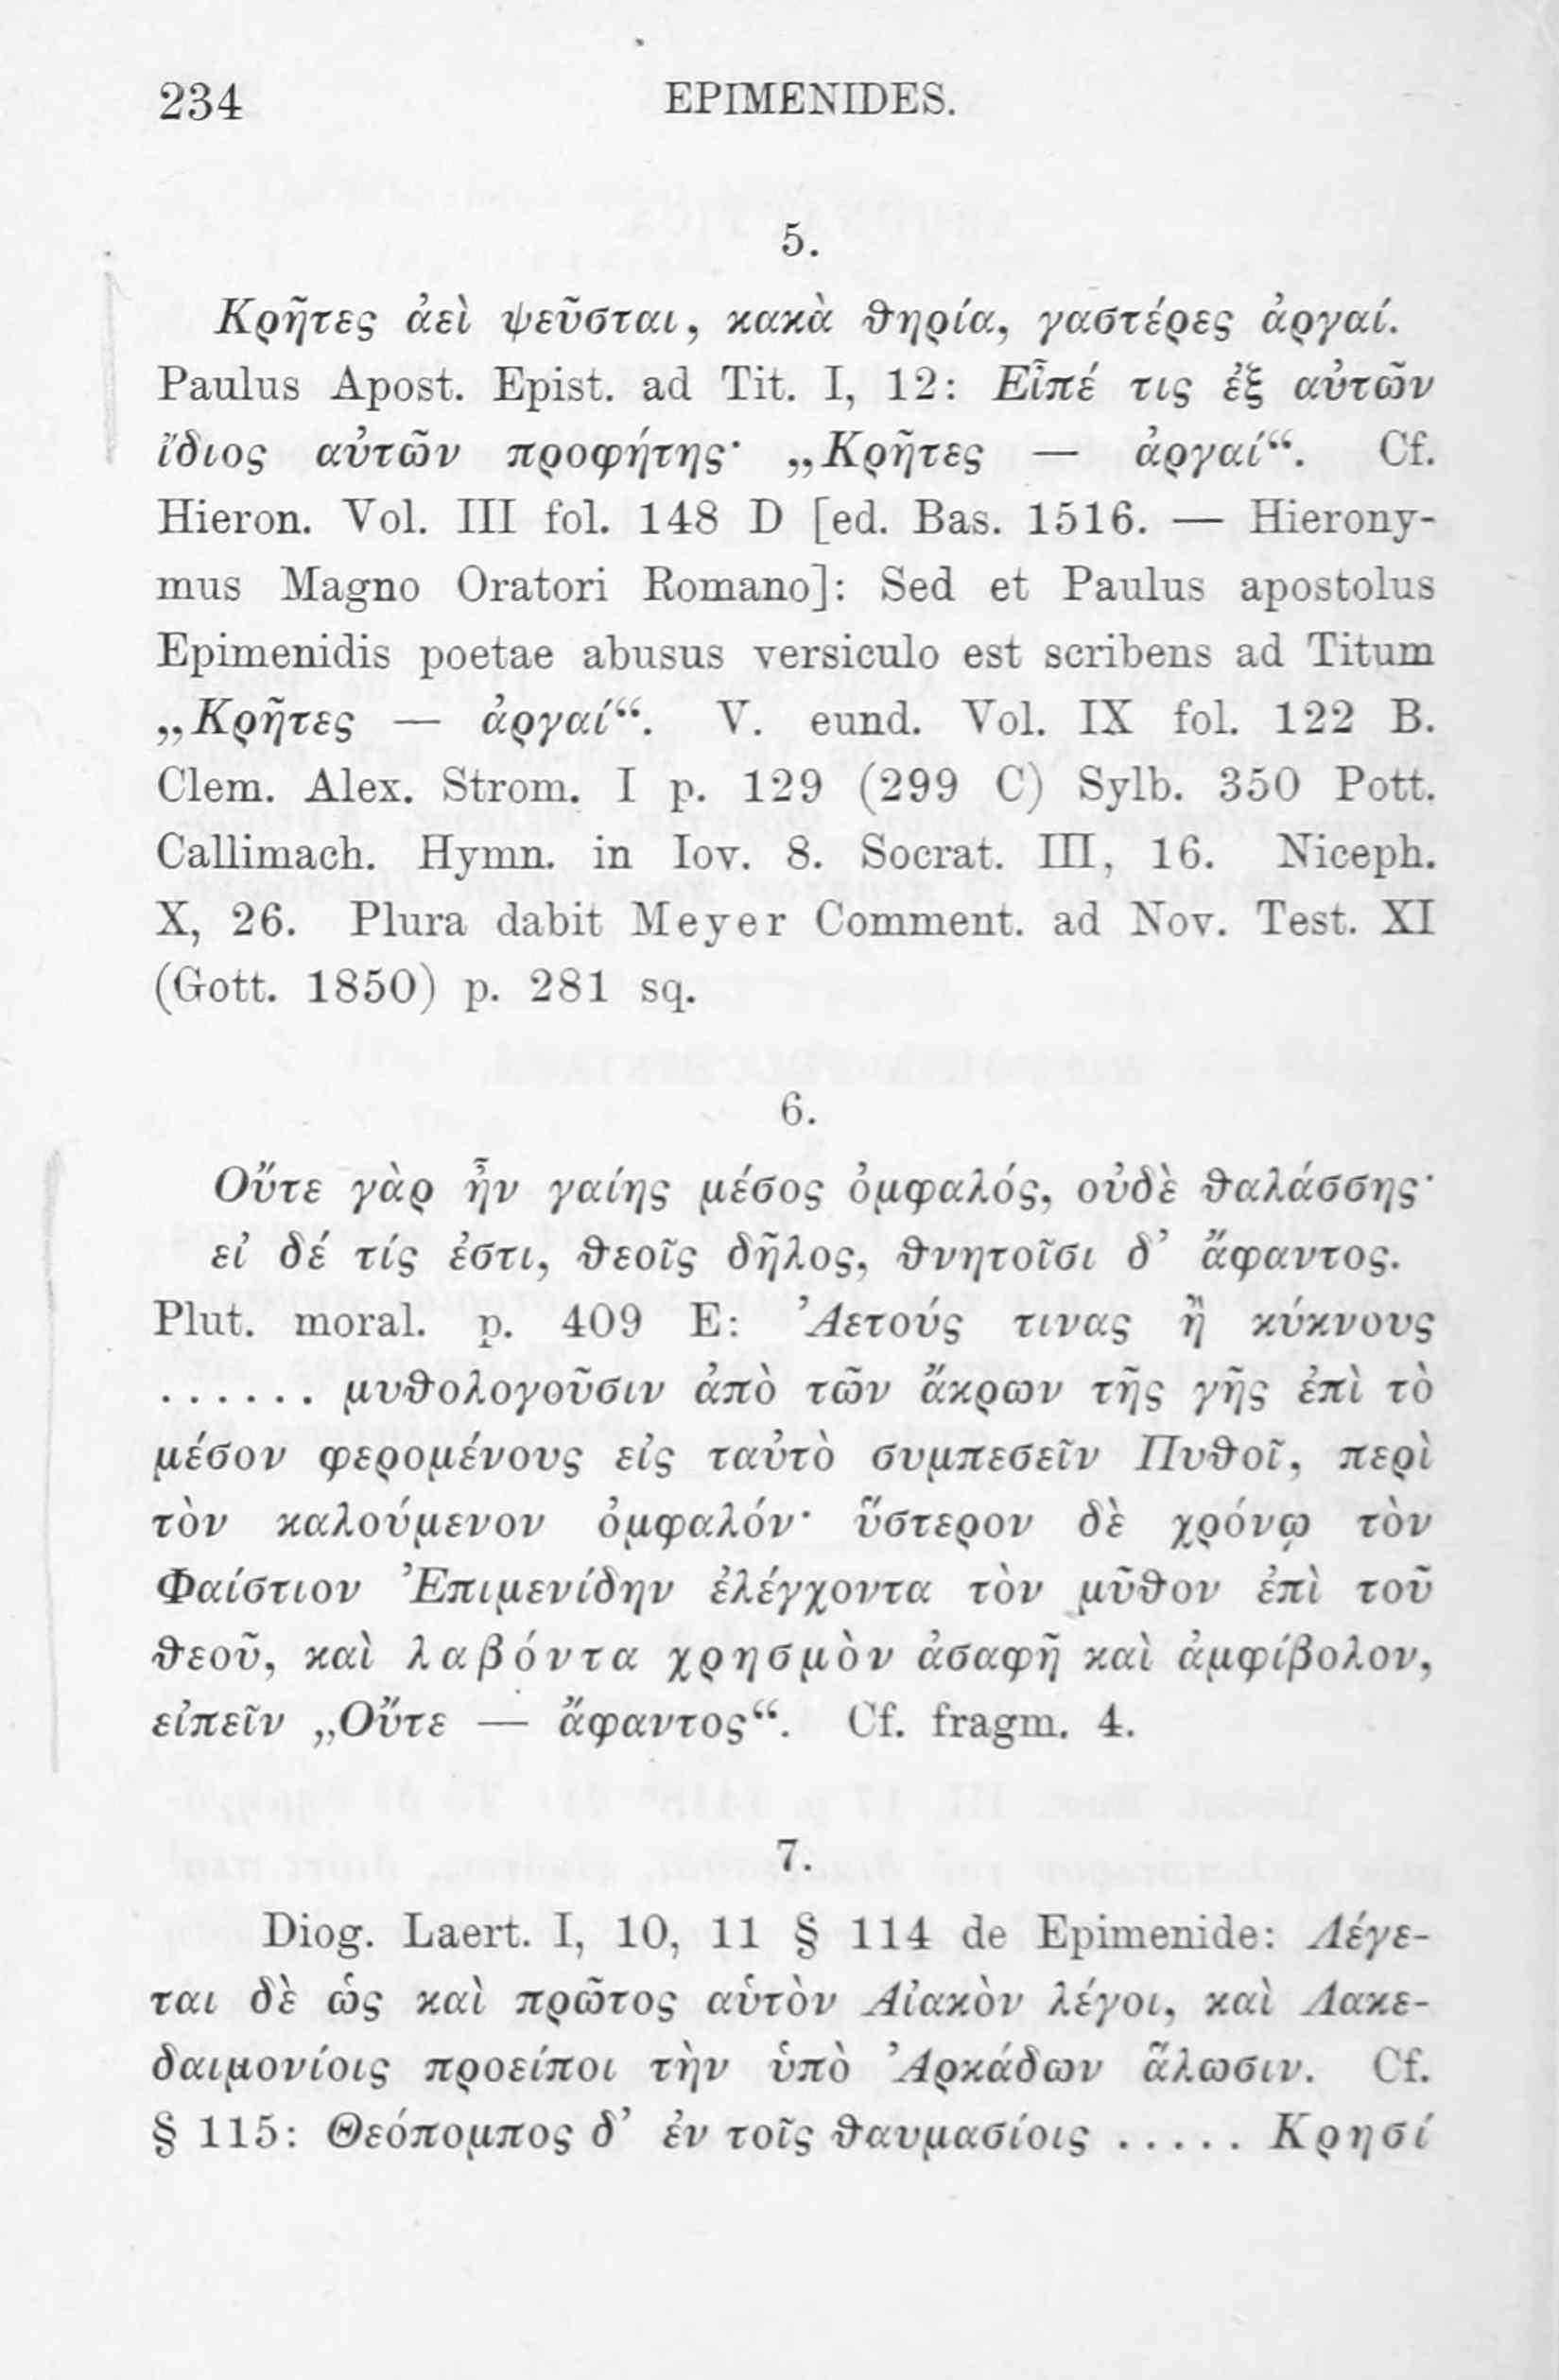 234 EPIMENIDES.
5.
Κρῆτες ἀεὶ ψεῦσται, κακὰ θηρία, γαστέρες ἀργαί.
Paulus Apost. Epist. ad Tit. I, 12: Εἶπέ τις ἐξ αὐτῶν
ἴδιος αὐτῶν προφήτης· „Κρῆτες — ἀργαί“. Cf.
Hieron. Vol. III fol. 148 D [ed. Bas. 1516. — Hierony-
mus Magno Oratori Romano]: Sed et Paulus apostolus
Epimenidis poetae abusus versiculo est scribens ad Titum
„Κρῆτες — ἀργαί“. V. eund. Vol. IX fol. 122 B.
Clem. Alex. Strom. I p. 129 (299 C) Sylb. 350 Pott.
Callimach. Hymn. in Iov. 8. Socrat. III, 16. Niceph.
X, 26. Plura dabit Meyer Comment. ad Nov. Test. XI
(Gott. 1850) p. 281 sq.
6.
Οὔτε γὰρ ἦν γαίης μέσος ὀμφαλός, οὐδὲ θαλάσσης·
εἰ δέ τίς ἐστι, θεοῖς δῆλος, θνητοῖσι δ’ ἄφαντος.
Plut. moral. p. 409 E: Ἀετούς τινας ἢ κύκνους
...... μυθολογοῦσιν ἀπὸ τῶν ἄκρων τῆς γῆς ἐπὶ τὸ
μέσον φερομένους εἰς ταὐτὸ συμπεσεῖν Πυθοῖ, περὶ
τὸν καλούμενον ὀμφαλόν· ὕστερον δὲ χρόνῳ τὸν
Φαίστιον Ἐπιμενίδην ἐλέγχοντα τὸν μῦθον ἐπὶ τοῦ
θεοῦ, καὶ λαβόντα χρησμὸν ἀσαφῆ καὶ ἀμφίβολον,
εἰπεῖν „Οὔτε — ἄφαντος“. Cf. fragm. 4.
7.
Diog. Laert. I, 10, 11 § 114 de Epimenide: Λέγε-
ται δὲ ὡς καὶ πρῶτος αὑτὸν Αἰακὸν λέγοι, καὶ Λακε-
δαιμονίοις προείποι τὴν ὑπὸ Ἀρκάδων ἅλωσιν. Cf.
§ 115: Θεόπομπος δ’ ἐν τοῖς θαυμασίοις ..... Κρησί